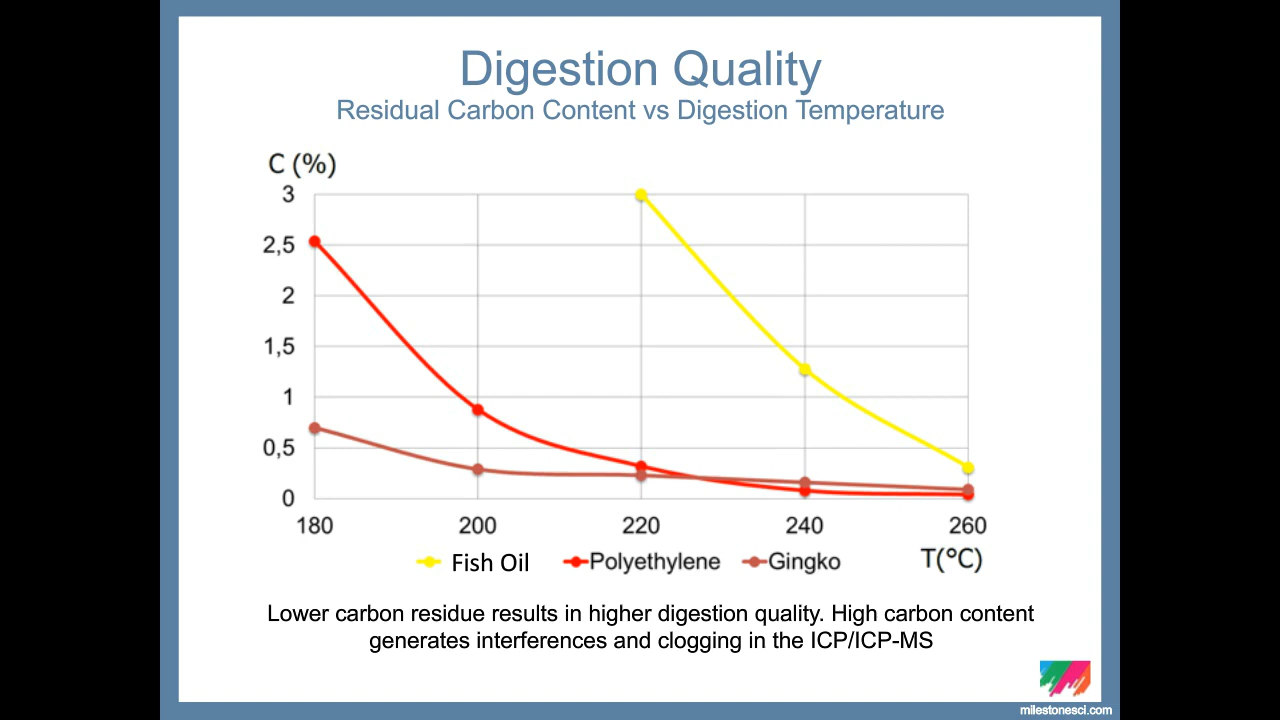 Digestion Quality
Residual Carbon Content vs Digestion Temperature
C (%)
3
2,5
2
1,5
1
0,5
0
180 200 220 240 260
Fish Oil Polyethylene Gingko T(°C)
Lower carbon residue results in higher digestion quality. High carbon content
generates interferences and clogging in the ICP/ICP-MS
milestonesci.com